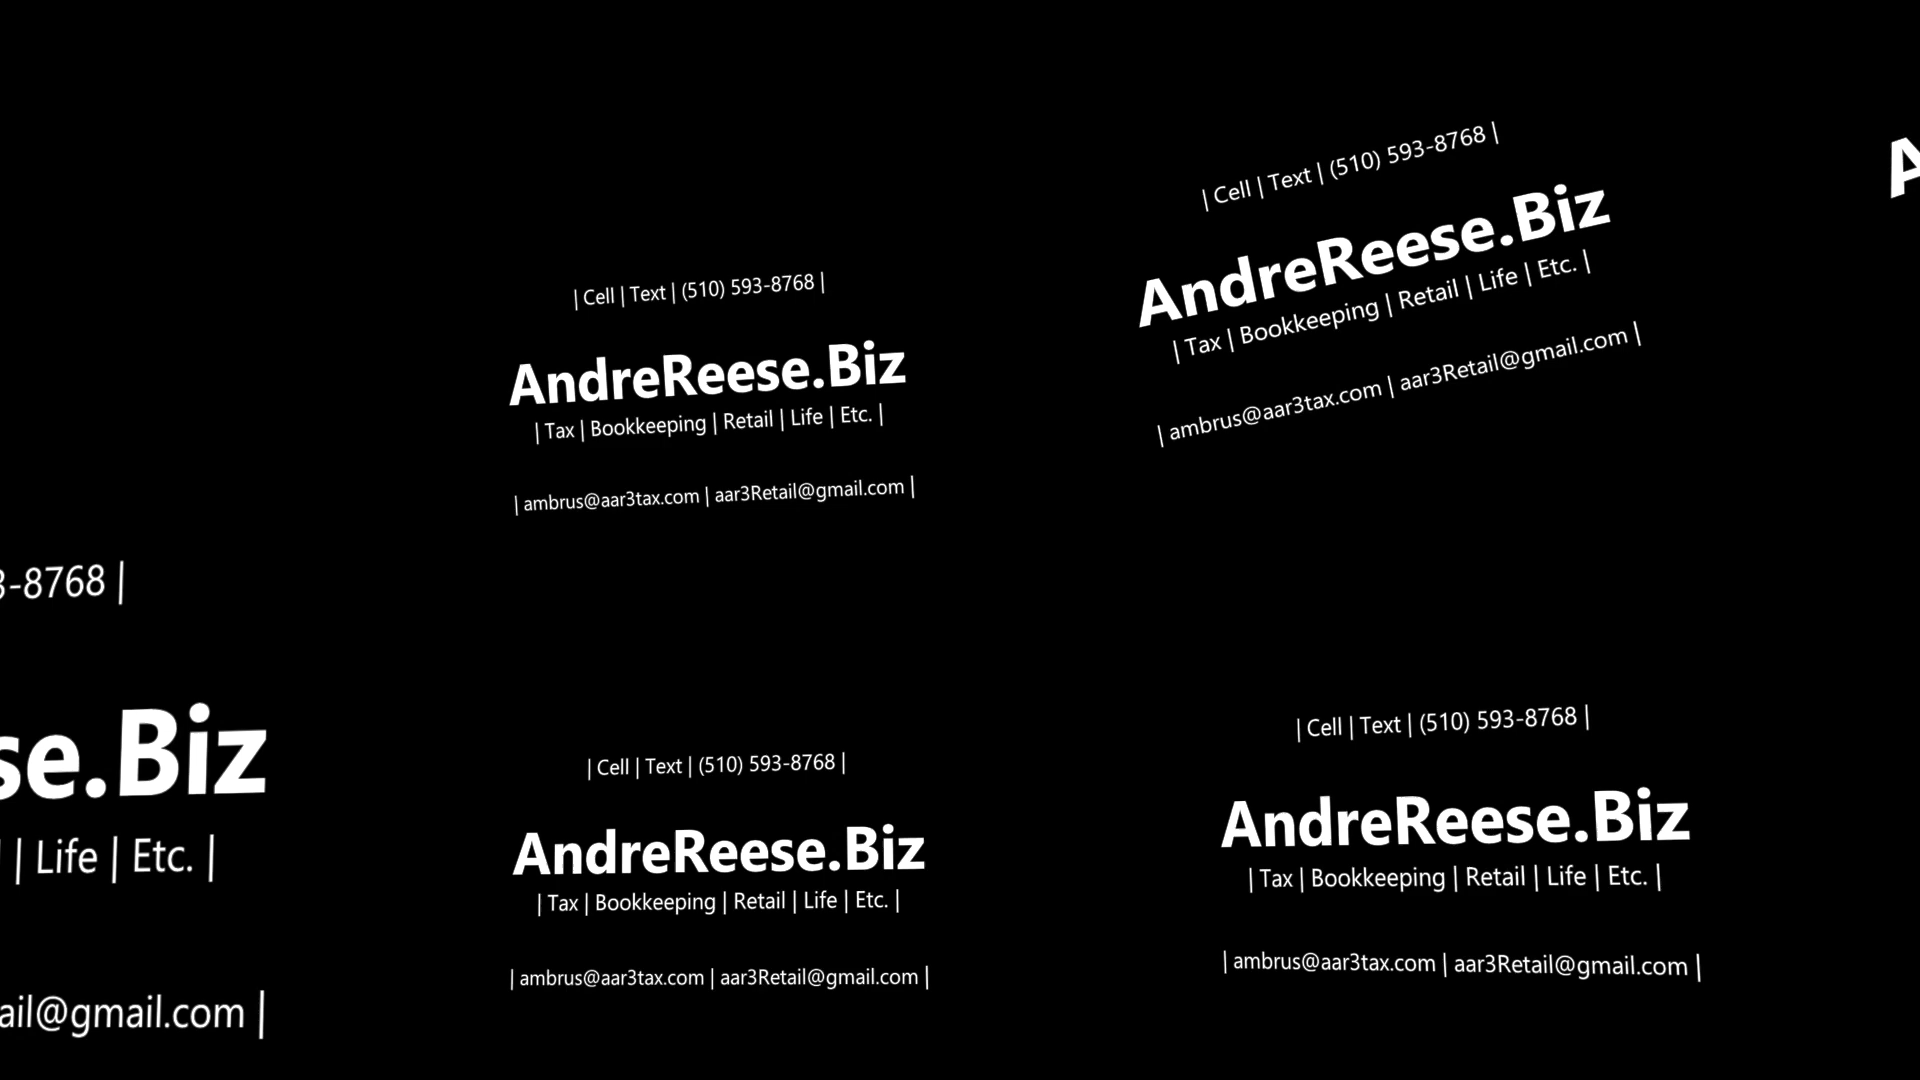 | Cell | Text | (510) 593-8768 |
AndreReese.Biz
| Tax | Bookkeeping | Retail | Life | Etc. |
| ambrus@aar3tax.com | aar3Retail@gmail.com |
| Cell | Text | (510) 593-8768 |
AndreReese.Biz
| Tax | Bookkeeping | Retail | Life | Etc. |
| ambrus@aar3tax.com | aar3Retail@gmail.com |
A
3-8768 |
se.Biz
| Life | Etc. |
ail@gmail.com |
| Cell | Text | (510) 593-8768 |
AndreReese.Biz
| Tax | Bookkeeping | Retail | Life | Etc. |
| ambrus@aar3tax.com | aar3Retail@gmail.com |
| Cell | Text | (510) 593-8768 |
AndreReese.Biz
| Tax | Bookkeeping | Retail | Life | Etc. |
| ambrus@aar3tax.com | aar3Retail@gmail.com |